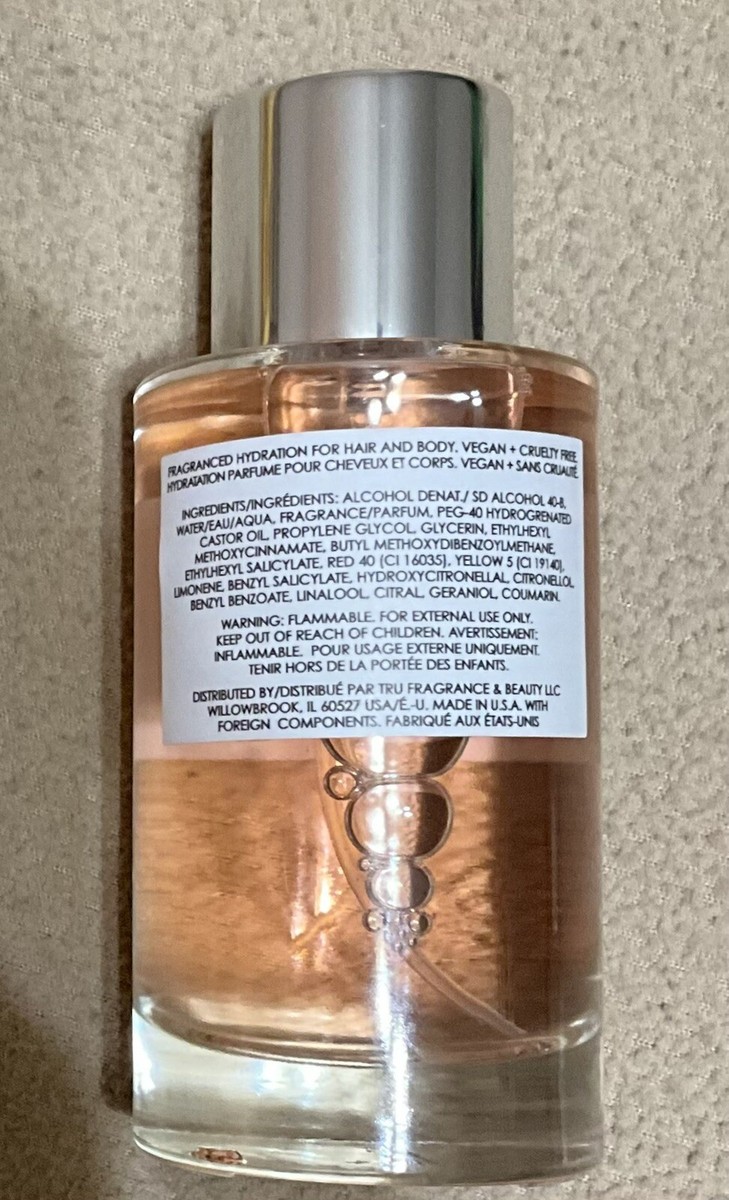 FRAGRANCED HYDRATION FOR HAIR AND BODY. VEGAN + CRUELTY FREE.
HYDRATATION PARFUME POUR CHEVEUX ET CORPS. VEGAN + SANS CRUAUTÉ.
INGREDIENTS/INGRÉDIENTS: ALCOHOL DENAT./ SD ALCOHOL 40-B,
WATER/EAU/AQUA, FRAGRANCE/PARFUM, PEG-40 HYDROGRENATED
CASTOR OIL, PROPYLENE GLYCOL, GLYCERIN, ETHYLHEXYL
METHOXYCINNAMATE, BUTYL METHOXYDIBENZOYLMETHANE,
ETHYLHEXYL SALICYLATE, RED 40 (CI 16035), YELLOW 5 (CI 19140),
LIMONENE, BENZYL SALICYLATE, HYDROXYCITRONELLAL, CITRONELLOL,
BENZYL BENZOATE, LINALOOL, CITRAL, GERANIOL, COUMARIN.
WARNING: FLAMMABLE. FOR EXTERNAL USE ONLY.
KEEP OUT OF REACH OF CHILDREN. AVERTISSEMENT:
INFLAMMABLE. POUR USAGE EXTERNE UNIQUEMENT.
TENIR HORS DE LA PORTÉE DES ENFANTS.
DISTRIBUTED BY/DISTRIBUÉ PAR TRU FRAGRANCE & BEAUTY LLC
WILLOWBROOK, IL 60527 USA/É.-U. MADE IN U.S.A. WITH
FOREIGN COMPONENTS. FABRIQUÉ AUX ÉTATS-UNIS